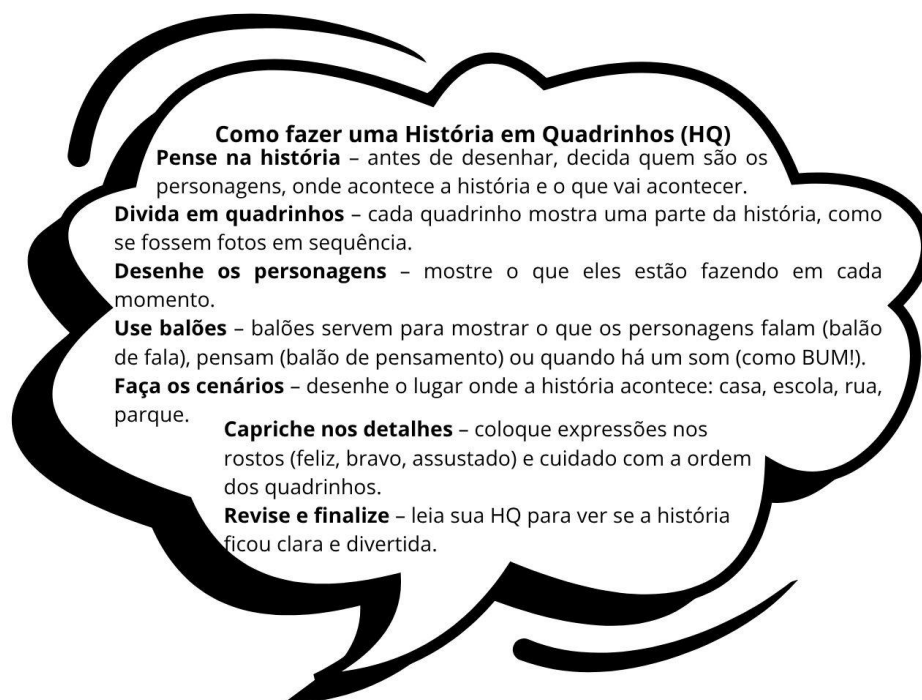 Como fazer uma História em Quadrinhos (HQ)
Pense na história – antes de desenhar, decida quem são os
personagens, onde acontece a história e o que vai acontecer.
Divida em quadrinhos – cada quadrinho mostra uma parte da história, como
se fossem fotos em sequência.
Desenhe os personagens – mostre o que eles estão fazendo em cada
momento.
Use balões – balões servem para mostrar o que os personagens falam (balão
de fala), pensam (balão de pensamento) ou quando há um som (como BUM!).
Faça os cenários – desenhe o lugar onde a história acontece: casa, escola, rua,
parque.
Capriche nos detalhes – coloque expressões nos
rostos (feliz, bravo, assustado) e cuidado com a ordem
dos quadrinhos.
Revise e finalize – leia sua HQ para ver se a história
ficou clara e divertida.